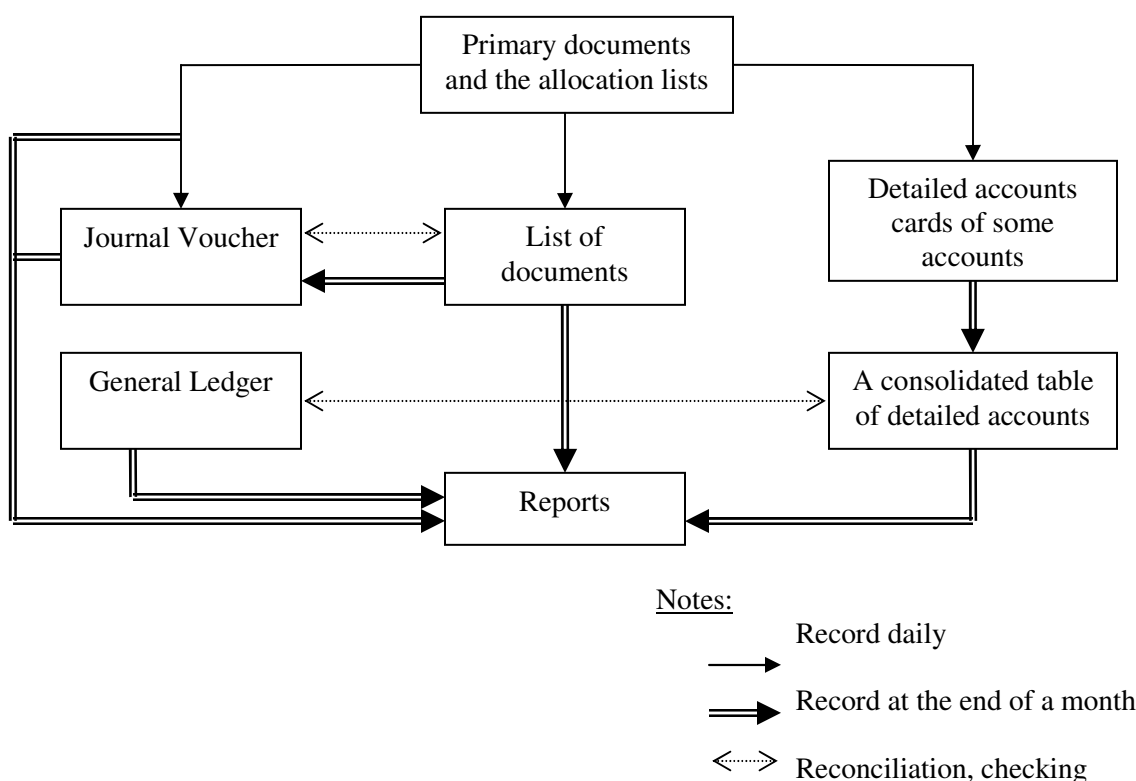 Primary documents
and the allocation lists
Journal Voucher
List of
documents
Detailed accounts
cards of some
accounts
General Ledger
A consolidated table
of detailed accounts
Reports
Notes:
Record daily
Record at the end of a month
Reconciliation, checking